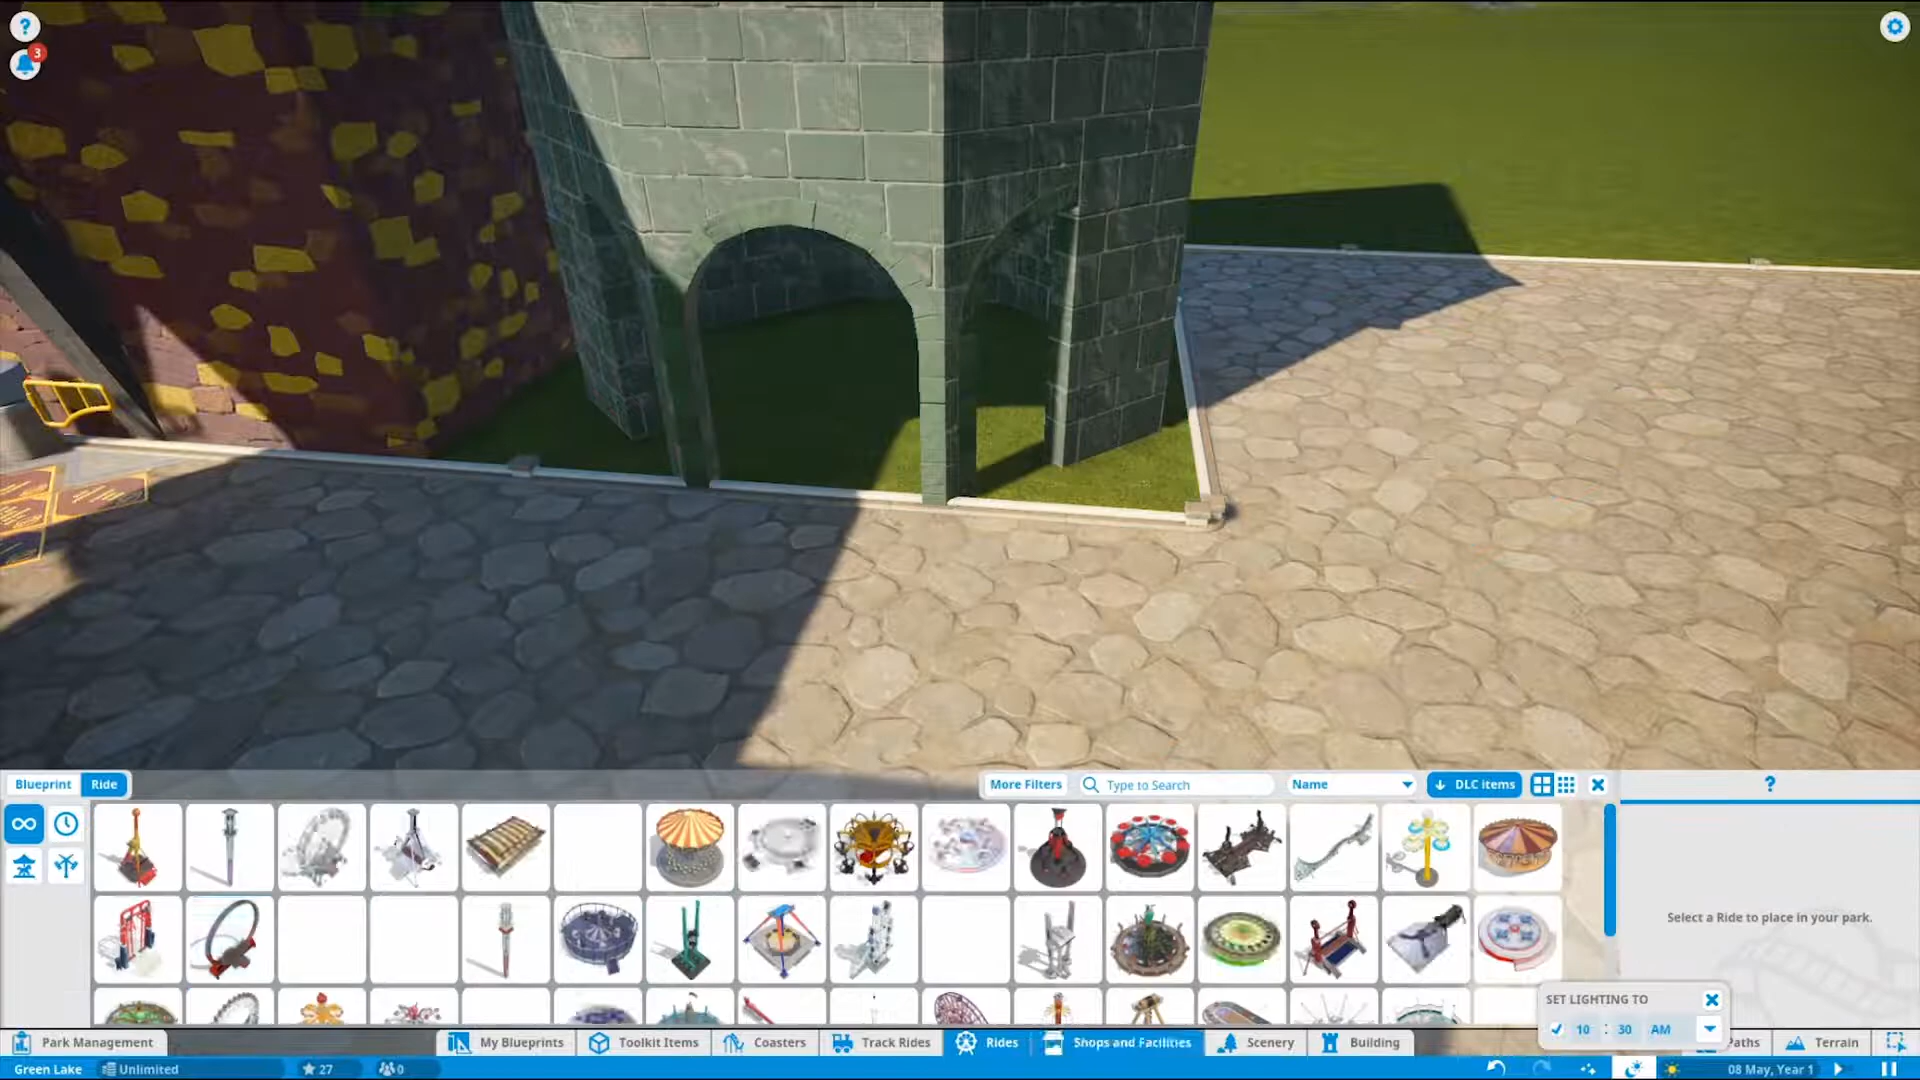 ?
3
Blueprint
Ride
More Filters
Type to Search
Name
DLC items
?
Select a Ride to place in your park.
SET LIGHTING TO
10 : 30 AM
Park Management
My Blueprints
Toolkit Items
Coasters
Track Rides
Rides
Shops and Facilities
Scenery
Building
Paths
Terrain
Green Lake
Unlimited
27
0
08 May, Year 1